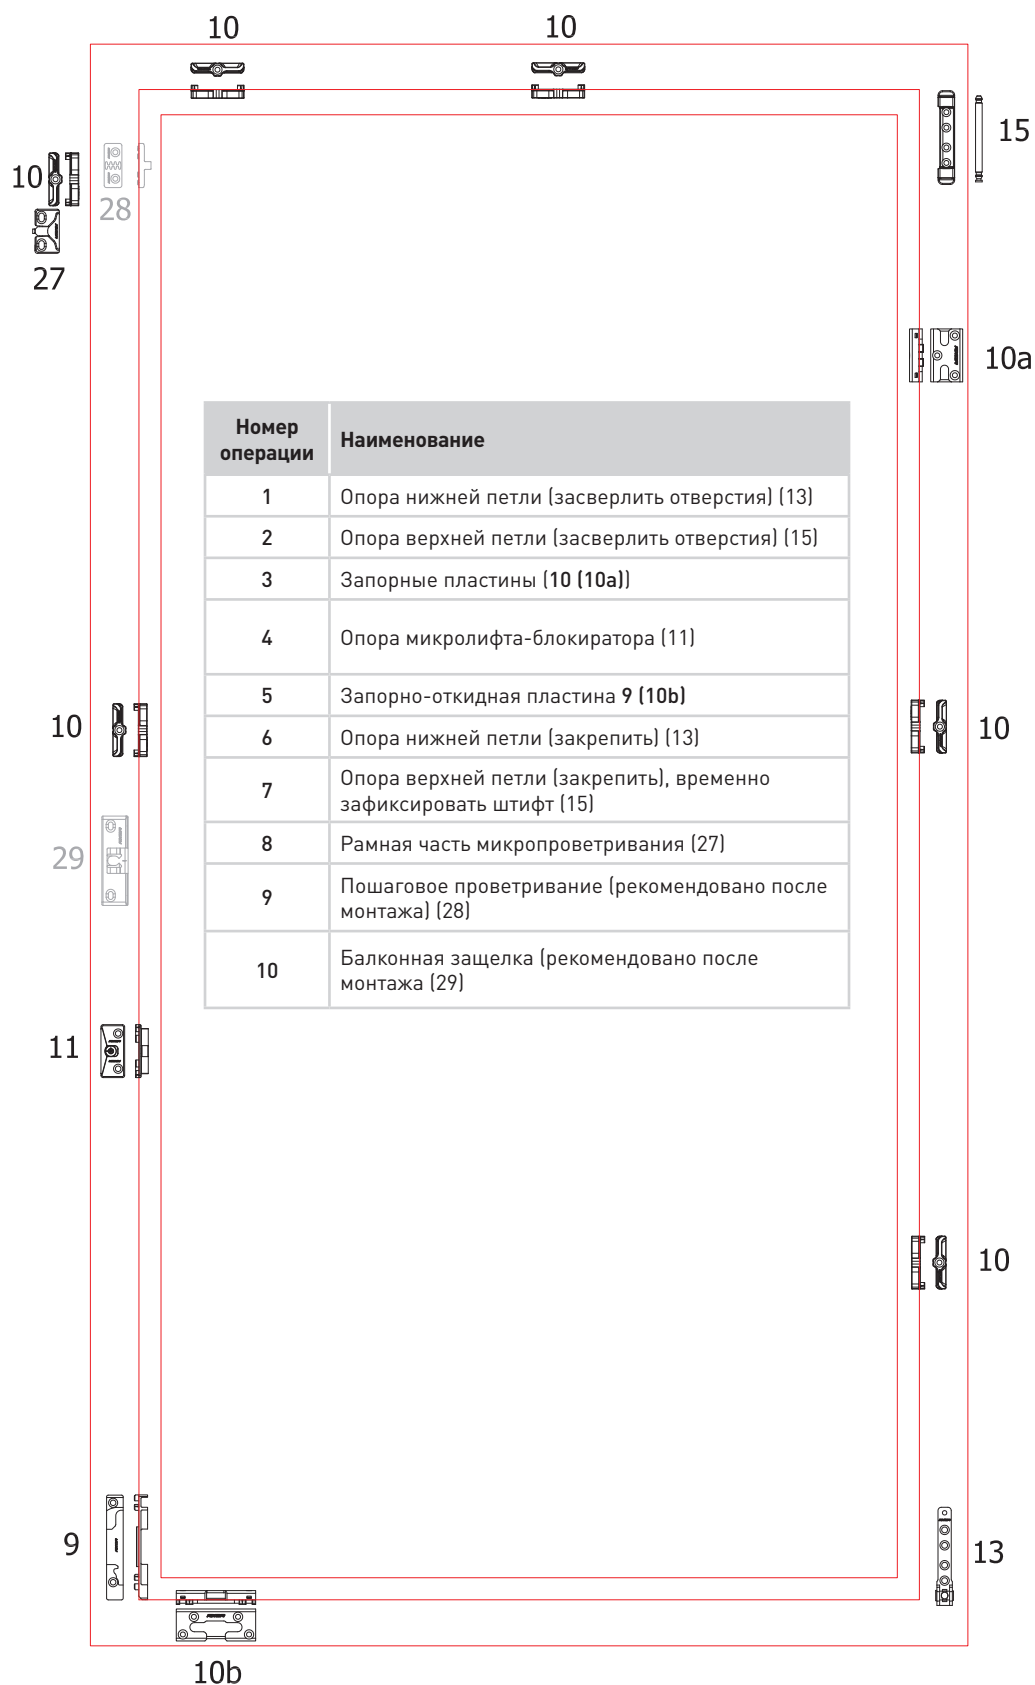 10
10
15
10
28
27
10a
Номер
операции
Наименование
1
Опора нижней петли (засверлить отверстия) (13)
2
Опора верхней петли (засверлить отверстия) (15)
3
Запорные пластины (10 (10a))
4
Опора микролифта-блокиратора (11)
5
Запорно-откидная пластина 9 (10b)
6
Опора нижней петли (закрепить) (13)
7
Опора верхней петли (закрепить), временно
зафиксировать штифт (15)
8
Рамная часть микропроветривания (27)
9
Пошаговое проветривание (рекомендовано после
монтажа) (28)
10
Балконная защелка (рекомендовано после
монтажа (29)
10
10
29
11
10
9
13
10b